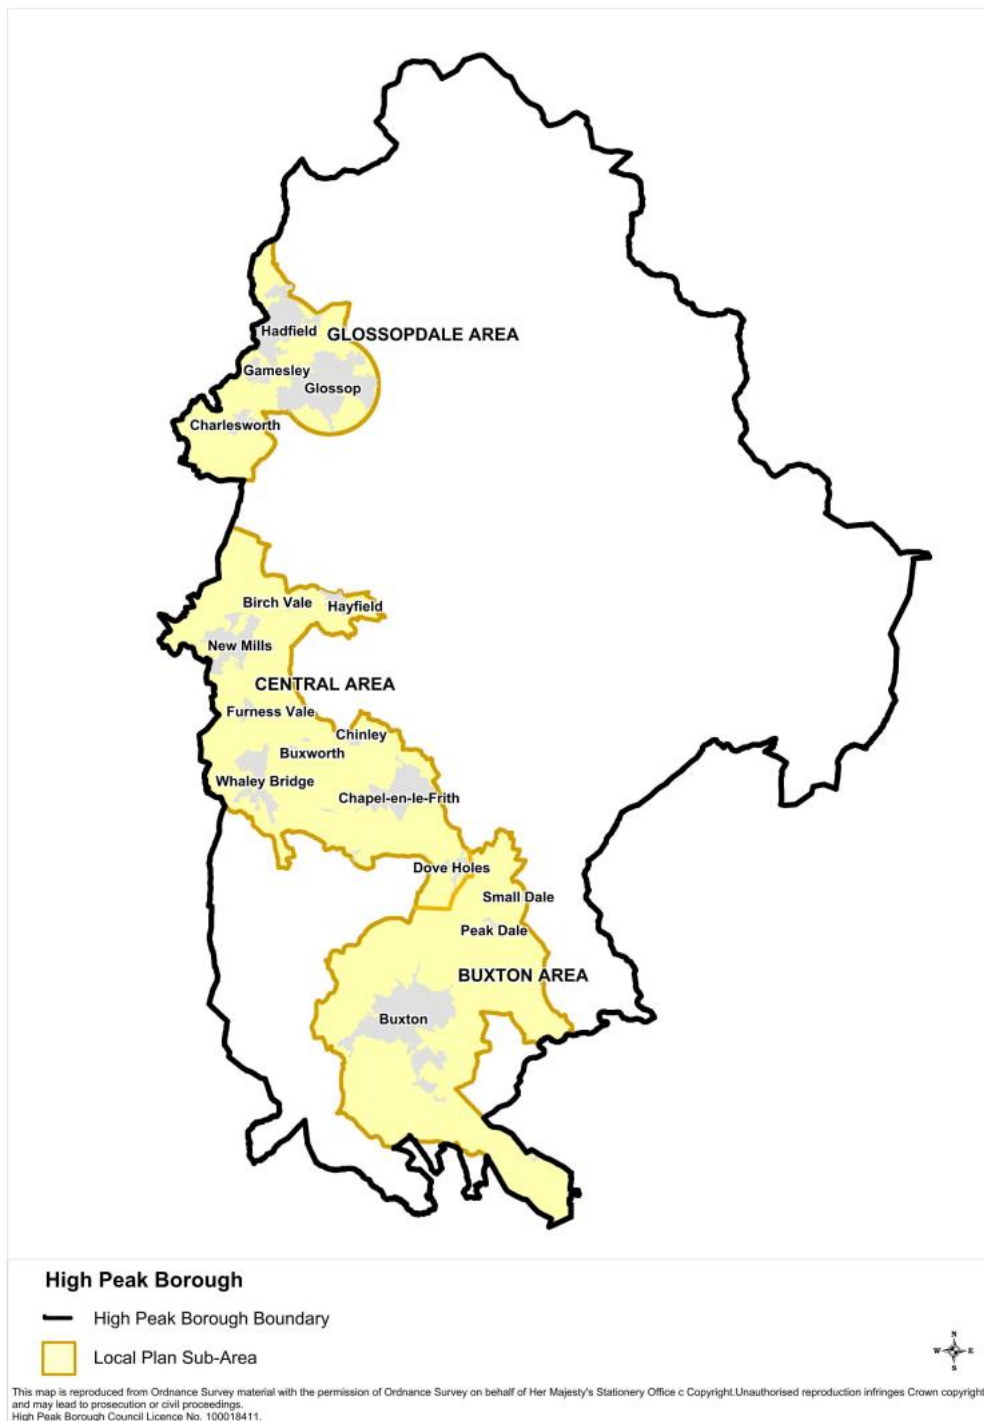 Hadfield
GLOSSOPDALE AREA
Gamesley
Glossop
Charlesworth
Birch Vale
Hayfield
New Mills
CENTRAL AREA
Furness Vale
Chinley
Buxworth
Whaley Bridge
Chapel-en-le-Frith
Dove Holes
Small Dale
Peak Dale
BUXTON AREA
Buxton
High Peak Borough
High Peak Borough Boundary
Local Plan Sub-Area
N
W E
S
This map is reproduced from Ordnance Survey material with the permission of Ordnance Survey on behalf of Her Majesty's Stationery Office c Copyright.Unauthorised reproduction infringes Crown copyright
and may lead to prosecution or civil proceedings.
High Peak Borough Council Licence No. 100018411.